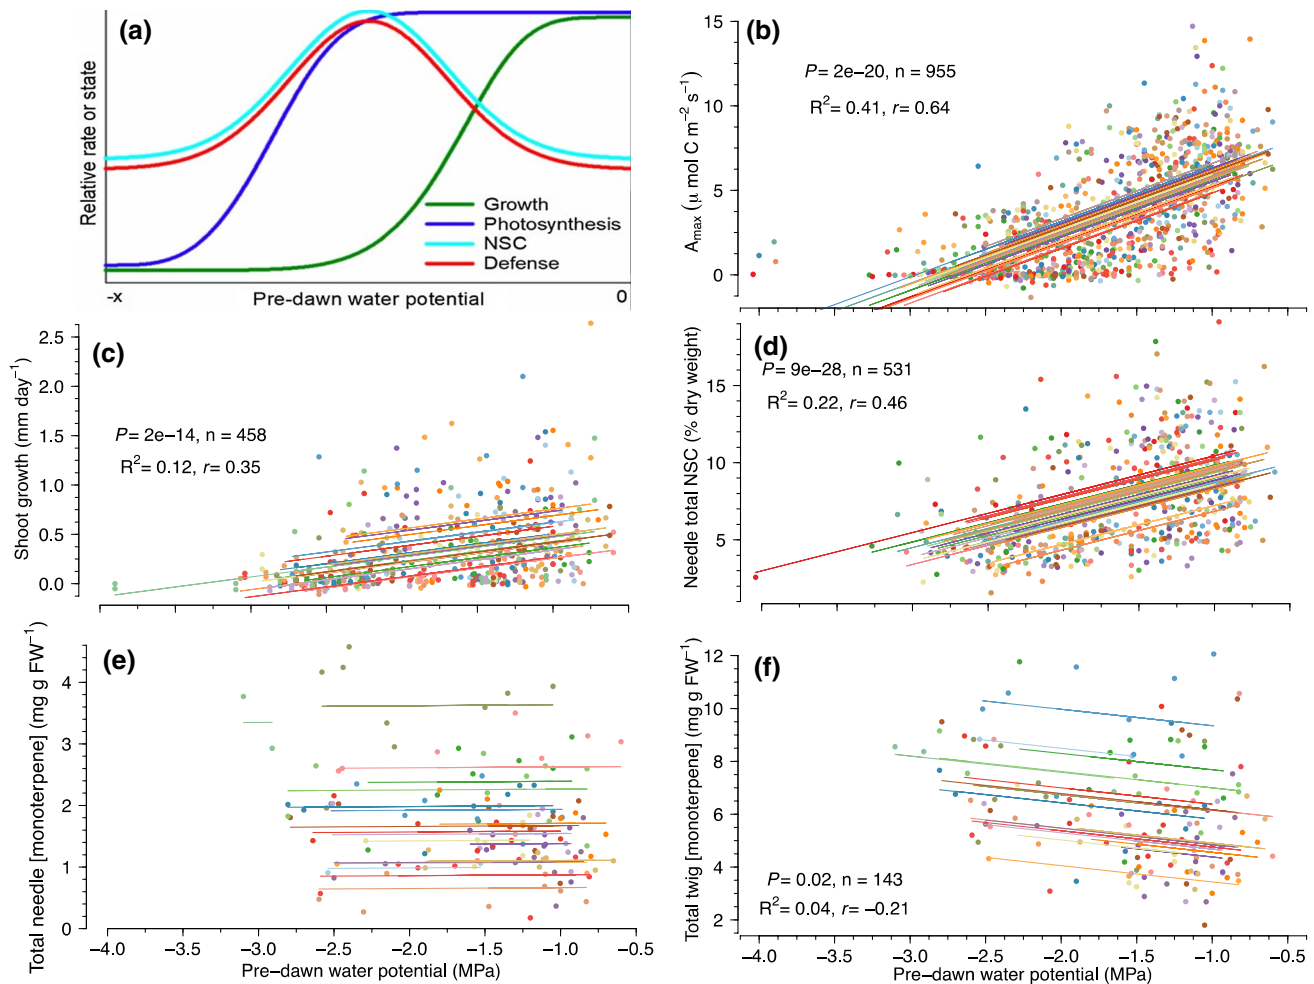 (a)
Relative rate or state
Growth
Photosynthesis
NSC
Defense
-x
Pre-dawn water potential
0
(b)
P= 2e−20, n = 955
R2= 0.41, r= 0.64
Amax (μ mol C m−2 s−1)
15
10
5
0
(c)
P= 2e−14, n = 458
R2= 0.12, r= 0.35
Shoot growth (mm day−1)
2.5
2.0
1.5
1.0
0.5
0.0
(d)
P= 9e−28, n = 531
R2= 0.22, r= 0.46
Needle total NSC (% dry weight)
15
10
5
(e)
Total needle [monoterpene] (mg g FW−1)
4
3
2
1
0
−4.0 −3.0 −2.5 −2.0 −1.5 −1.0 −0.5
Pre−dawn water potential (MPa)
(f)
Total twig [monoterpene] (mg g FW−1)
12
10
8
6
4
2
P= 0.02, n = 143
R2= 0.04, r= −0.21
−4.0 −3.0 −2.5 −2.0 −1.5 −1.0 −0.5
Pre−dawn water potential (MPa)